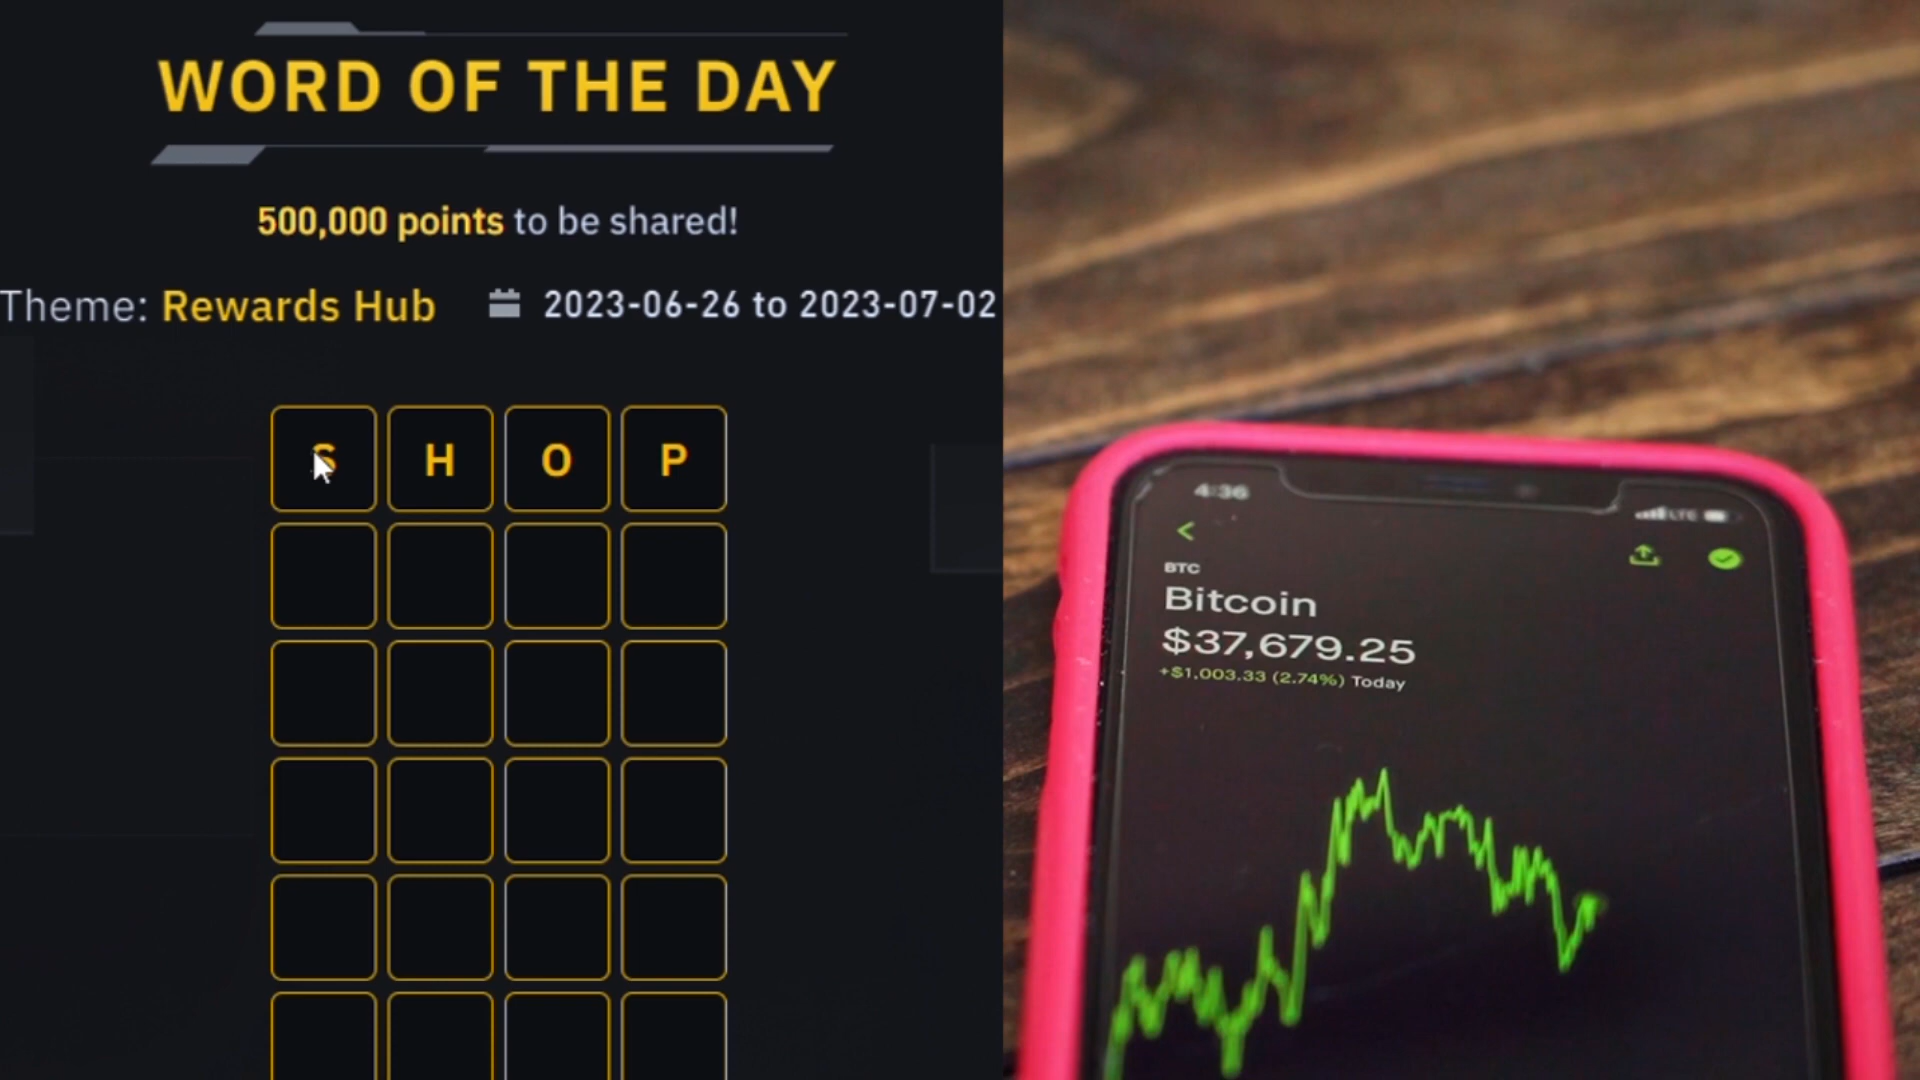 WORD OF THE DAY
500,000 points to be shared!
Theme: Rewards Hub 2023-06-26 to 2023-07-02
S H O P
4:36
LTE
BTC
Bitcoin
$37,679.25
+$1,003.33 (2.74%) Today